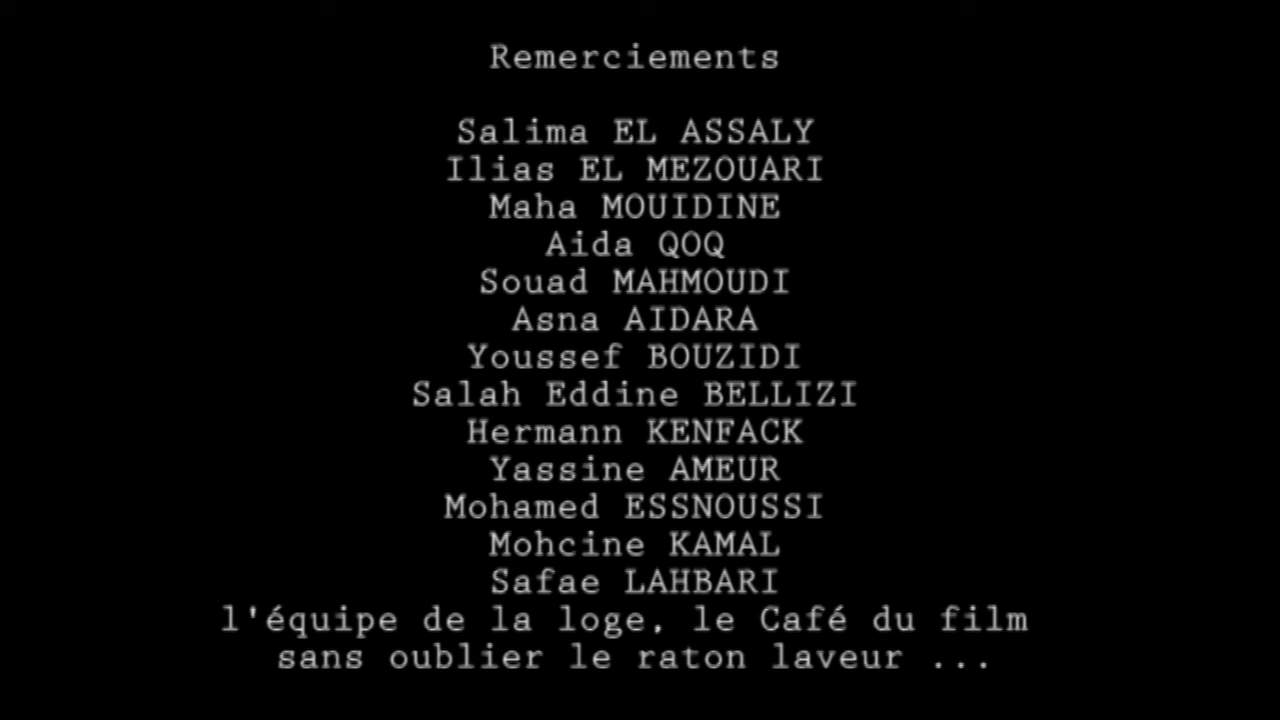 Remerciements
Salima EL ASSALY
Ilias EL MEZOUARI
Maha MOUIDINE
Aida QOQ
Souad MAHMOUDI
Asna AIDARA
Youssef BOUZIDI
Salah Eddine BELLIZI
Hermann KENFACK
Yassine AMEUR
Mohamed ESSNOUSSI
Mohcine KAMAL
Safae LAHBARI
l'équipe de la loge, le Café du film
sans oublier le raton laveur ...